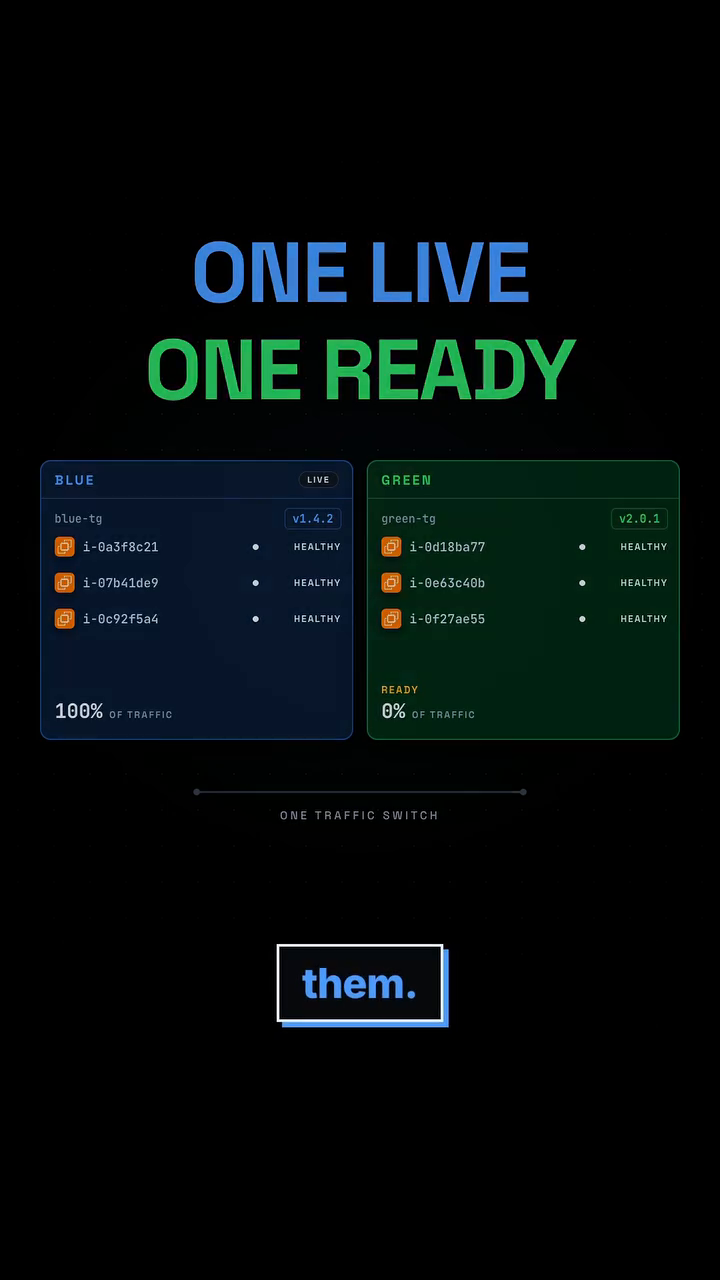 ONE LIVE
ONE READY
BLUE LIVE
blue-tg v1.4.2
i-0a3f8c21 HEALTHY
i-07b41de9 HEALTHY
i-0c92f5a4 HEALTHY
100% OF TRAFFIC
GREEN
green-tg v2.0.1
i-0d18ba77 HEALTHY
i-0e63c40b HEALTHY
i-0f27ae55 HEALTHY
READY
0% OF TRAFFIC
ONE TRAFFIC SWITCH
them.